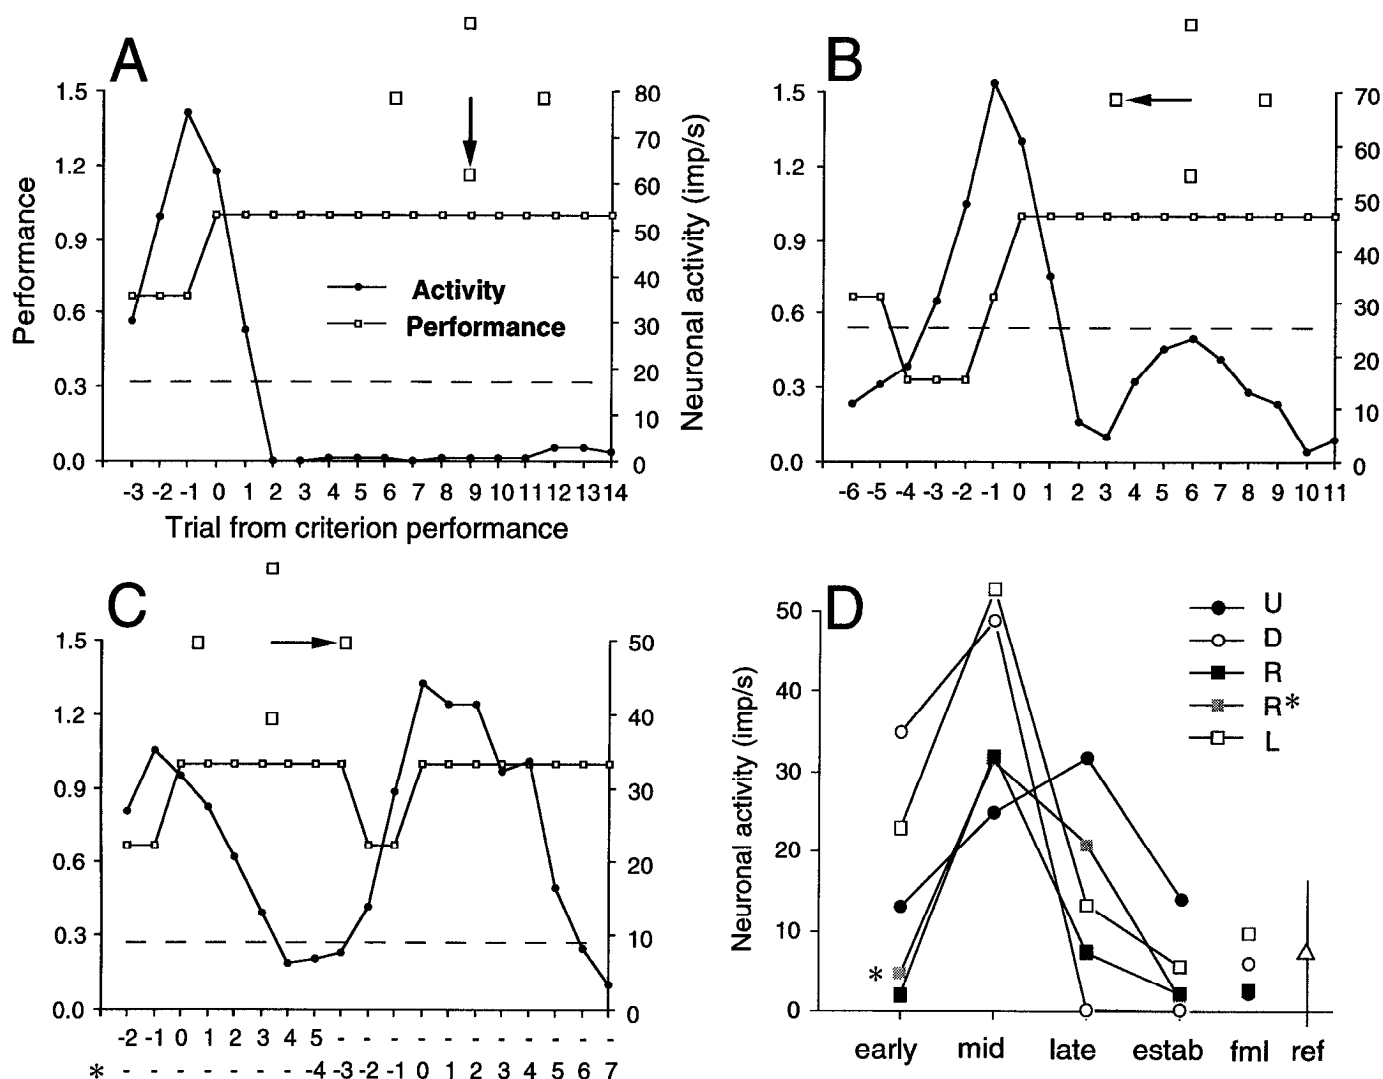 A
1.5
1.2
0.9
0.6
0.3
0.0
Performance
80
70
60
50
40
30
20
10
0
Neuronal activity (imp/s)
Activity
Performance
-3 -2 -1 0 1 2 3 4 5 6 7 8 9 10 11 12 13 14
Trial from criterion performance
B
1.5
1.2
0.9
0.6
0.3
0.0
70
60
50
40
30
20
10
0
-6 -5 -4 -3 -2 -1 0 1 2 3 4 5 6 7 8 9 10 11
C
1.5
1.2
0.9
0.6
0.3
0.0
50
40
30
20
10
0
-2 -1 0 1 2 3 4 5 - - - - - - - - - - -
* - - - - - - - -4 -3 -2 -1 0 1 2 3 4 5 6 7
D
50
40
30
20
10
0
Neuronal activity (imp/s)
U
D
R
R*
L
*
early mid late estab fml ref